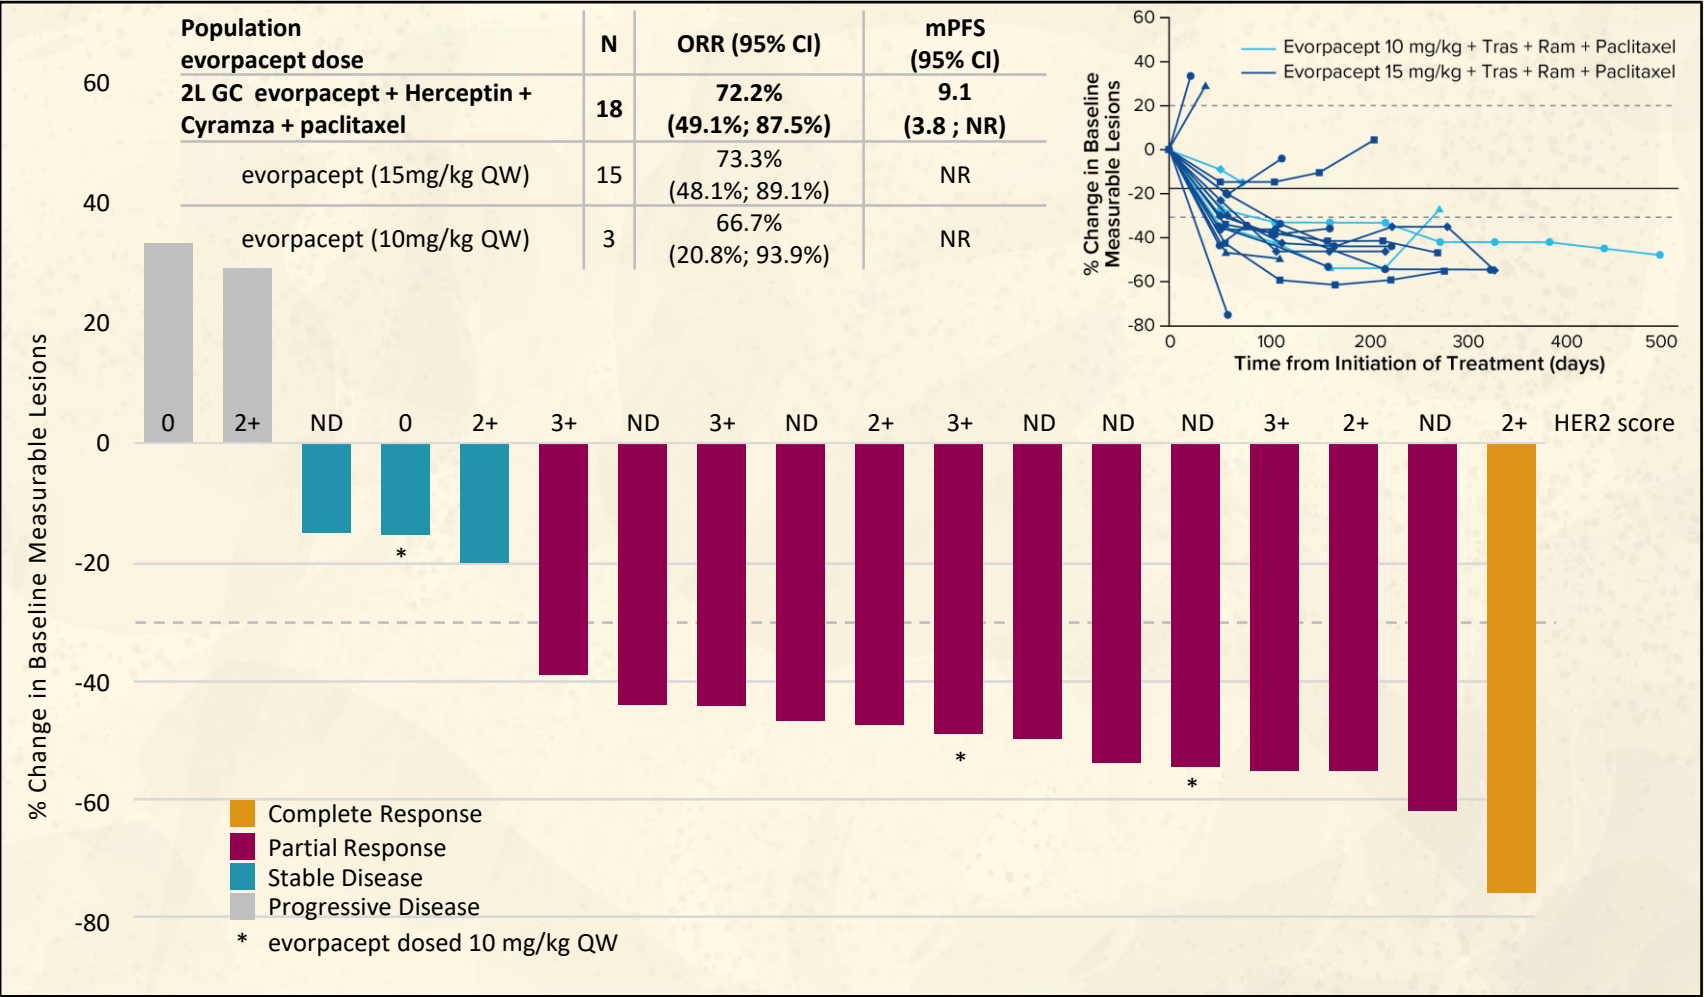 Population
evorpacept dose
N
ORR (95% CI)
mPFS
(95% CI)
2L GC evorpacept + Herceptin +
Cyramza + paclitaxel
18
72.2%
(49.1%; 87.5%)
9.1
(3.8 ; NR)
evorpacept (15mg/kg QW)
15
73.3%
(48.1%; 89.1%)
NR
evorpacept (10mg/kg QW)
3
66.7%
(20.8%; 93.9%)
NR
60
40
20
0
-20
-40
-60
-80
% Change in Baseline
Measurable Lesions
Evorpacept 10 mg/kg + Tras + Ram + Paclitaxel
Evorpacept 15 mg/kg + Tras + Ram + Paclitaxel
0 100 200 300 400 500
Time from Initiation of Treatment (days)
% Change in Baseline Measurable Lesions
60
40
20
0
-20
-40
-60
-80
0 2+ ND 0 2+ 3+ ND 3+ ND 2+ 3+ ND ND ND 3+ 2+ ND 2+ HER2 score
*
*
*
Complete Response
Partial Response
Stable Disease
Progressive Disease
* evorpacept dosed 10 mg/kg QW